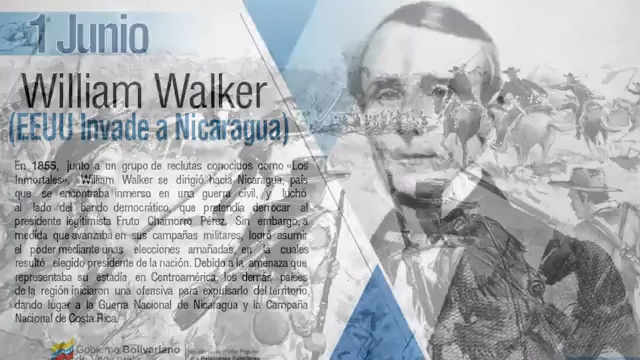 1 Junio
William Walker
(EEUU Invade a Nicaragua)
En 1855, junto a un grupo de reclutas conocidos como «Los
Inmortales», William Walker se dirigió hacia Nicaragua, país
que se encontraba inmerso en una guerra civil, y luchó
al lado del bando democrático, que pretendía derrocar al
presidente legitimista Fruto Chamorro Pérez. Sin embargo, a
medida que avanzaba en sus campañas militares, logró asumir
el poder mediante unas elecciones amañadas, en la cuales
resultó elegido presidente de la nación. Debido a la amenaza que
representaba su estadía en Centroamérica, los demás países
de la región iniciaron una ofensiva para expulsarlo del territorio,
dando lugar a la Guerra Nacional de Nicaragua y la Campaña
Nacional de Costa Rica.
Gobierno Bolivariano